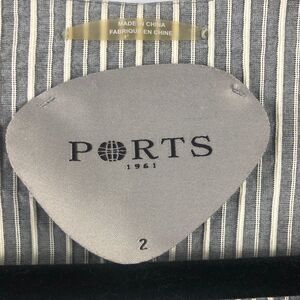 MADE IN CHINA
FABRIQUÉ EN CHINE
PORTS
1961
2